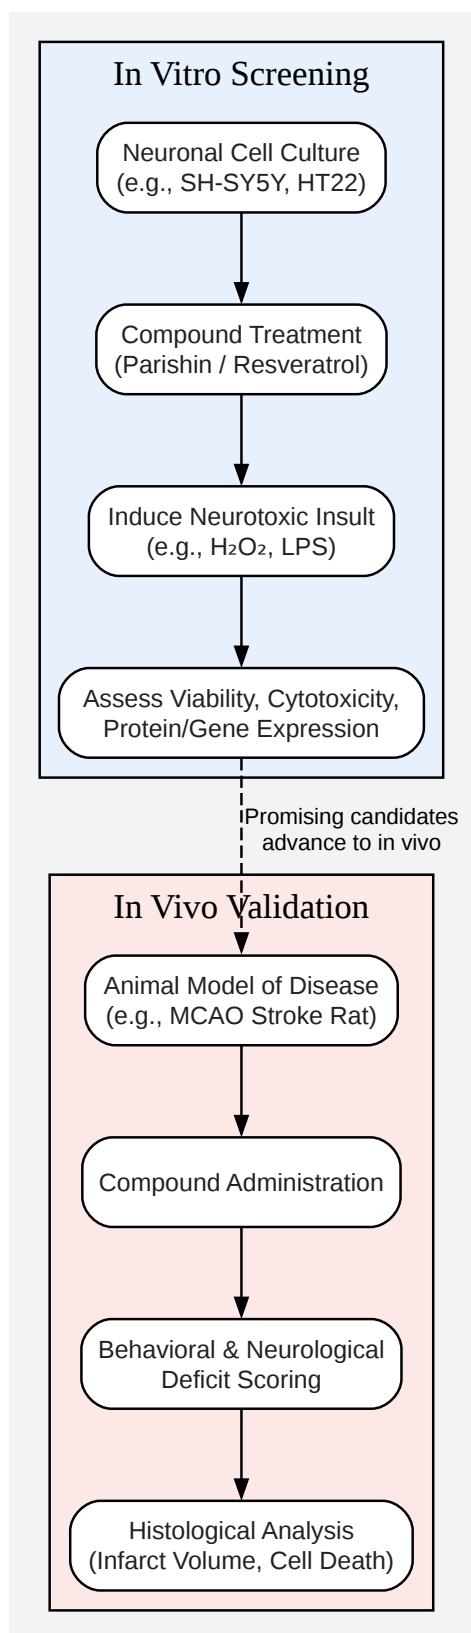 In Vitro Screening
Neuronal Cell Culture
(e.g., SH-SY5Y, HT22)
Compound Treatment
(Parishin / Resveratrol)
Induce Neurotoxic Insult
(e.g., H₂O₂, LPS)
Assess Viability, Cytotoxicity,
Protein/Gene Expression
Promising candidates
advance to in vivo
In Vivo Validation
Animal Model of Disease
(e.g., MCAO Stroke Rat)
Compound Administration
Behavioral & Neurological
Deficit Scoring
Histological Analysis
(Infarct Volume, Cell Death)